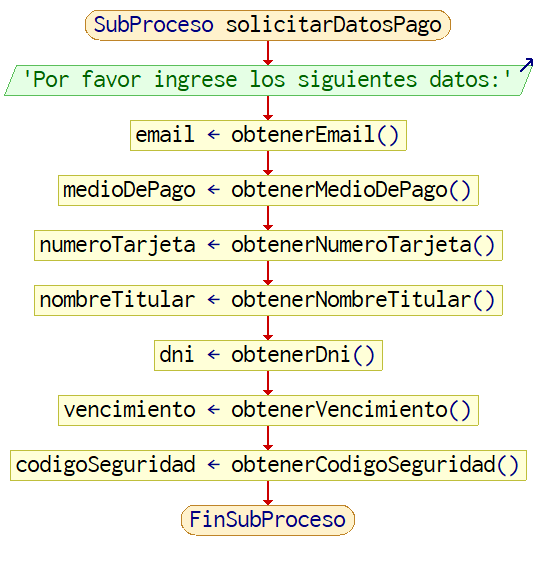 SubProceso solicitarDatosPago
'Por favor ingrese los siguientes datos:'
email ← obtenerEmail()
medioDePago ← obtenerMedioDePago()
numeroTarjeta ← obtenerNumeroTarjeta()
nombreTitular ← obtenerNombreTitular()
dni ← obtenerDni()
vencimiento ← obtenerVencimiento()
codigoSeguridad ← obtenerCodigoSeguridad()
FinSubProceso